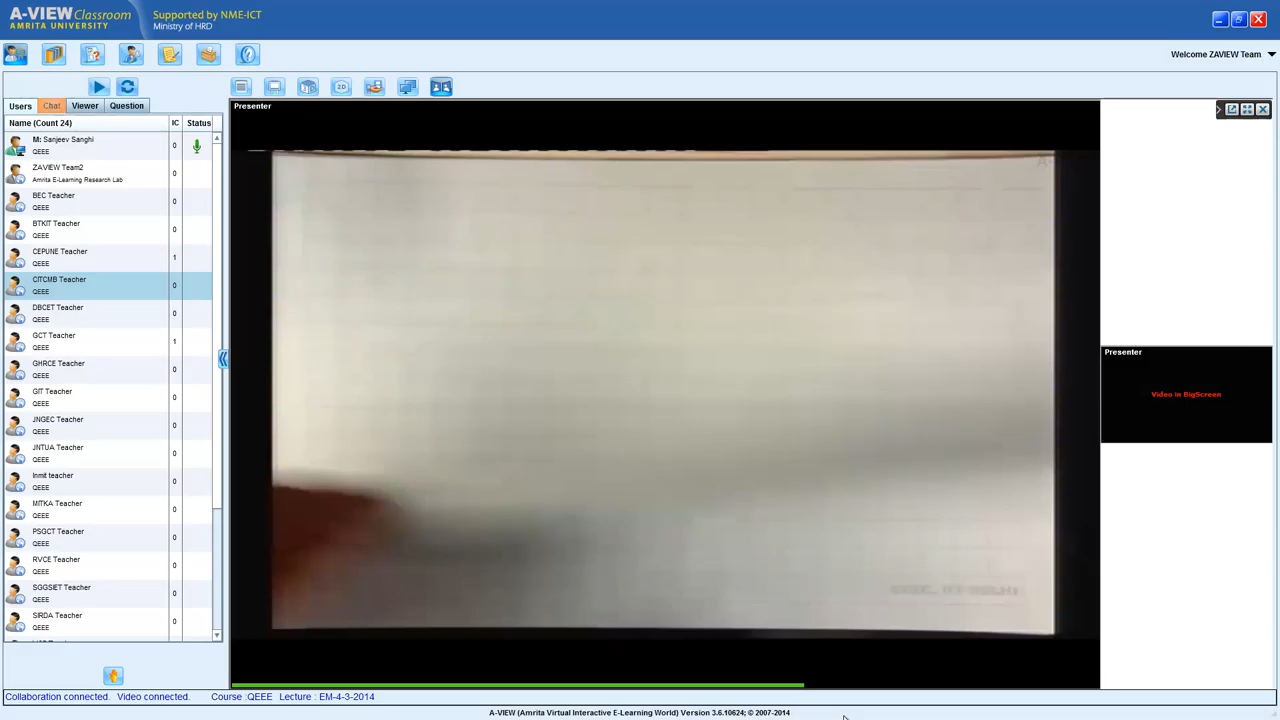 A-VIEW Classroom
AMRITA UNIVERSITY
Supported by NME-ICT
Ministry of HRD
Welcome ZAVIEW Team
Users Chat Viewer Question
Name (Count 24) IC Status
M: Sanjeev Sanghi
QEEE
0
ZAVIEW Team2
Amrita E-Learning Research Lab
0
BEC Teacher
QEEE
0
BTKIT Teacher
QEEE
0
CEPUNE Teacher
QEEE
1
CITCMB Teacher
QEEE
0
DBCET Teacher
QEEE
0
GCT Teacher
QEEE
1
GHRCE Teacher
QEEE
0
GIT Teacher
QEEE
0
JNGEC Teacher
QEEE
0
JNTUA Teacher
QEEE
0
lnmit teacher
QEEE
0
MITKA Teacher
QEEE
0
PSGCT Teacher
QEEE
0
RVCE Teacher
QEEE
0
SGGSIET Teacher
QEEE
0
SIRDA Teacher
QEEE
0
Presenter
2D
Presenter
Video in BigScreen
Collaboration connected. Video connected. Course :QEEE Lecture : EM-4-3-2014
A-VIEW (Amrita Virtual Interactive E-Learning World) Version 3.6.10624; © 2007-2014